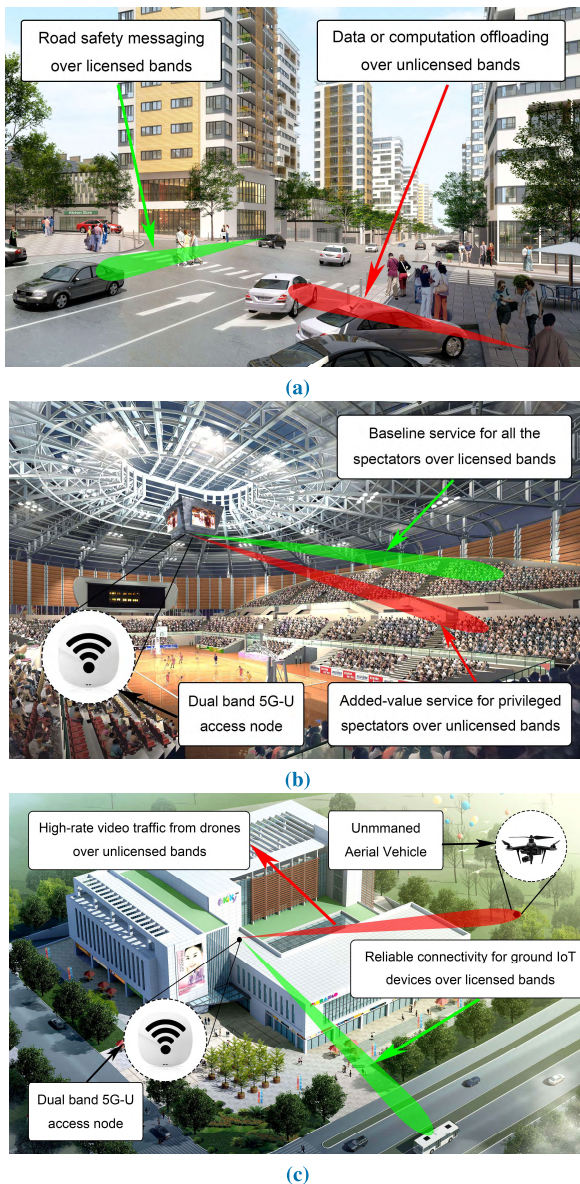 Road safety messaging
over licensed bands
Data or computation offloading
over unlicensed bands
(a)
Baseline service for all the
spectators over licensed bands
Dual band 5G-U
access node
Added-value service for privileged
spectators over unlicensed bands
(b)
High-rate video traffic from drones
over unlicensed bands
Unmmaned
Aerial Vehicle
Reliable connectivity for ground IoT
devices over licensed bands
Dual band 5G-U
access node
(c)